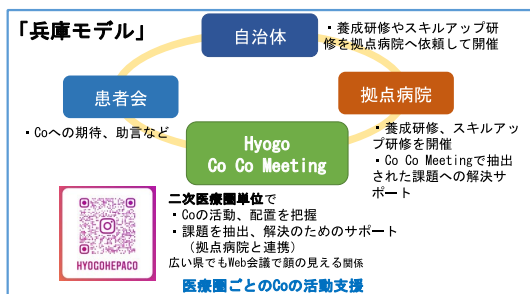 「兵庫モデル」
自治体
・養成研修やスキルアップ研
修を拠点病院へ依頼して開催
患者会
・Coへの期待、助言など
拠点病院
・養成研修、スキルアッ
プ研修を開催
・Co Co Meetingで抽出
された課題への解決サ
ポート
Hyogo
Co Co Meeting
二次医療圏単位で
・Coの活動、配置を把握
・課題を抽出、解決のためのサポート
（拠点病院と連携）
広い県でもWeb会議で顔の見える関係
HYOGOHEPACO
医療圏ごとのCoの活動支援